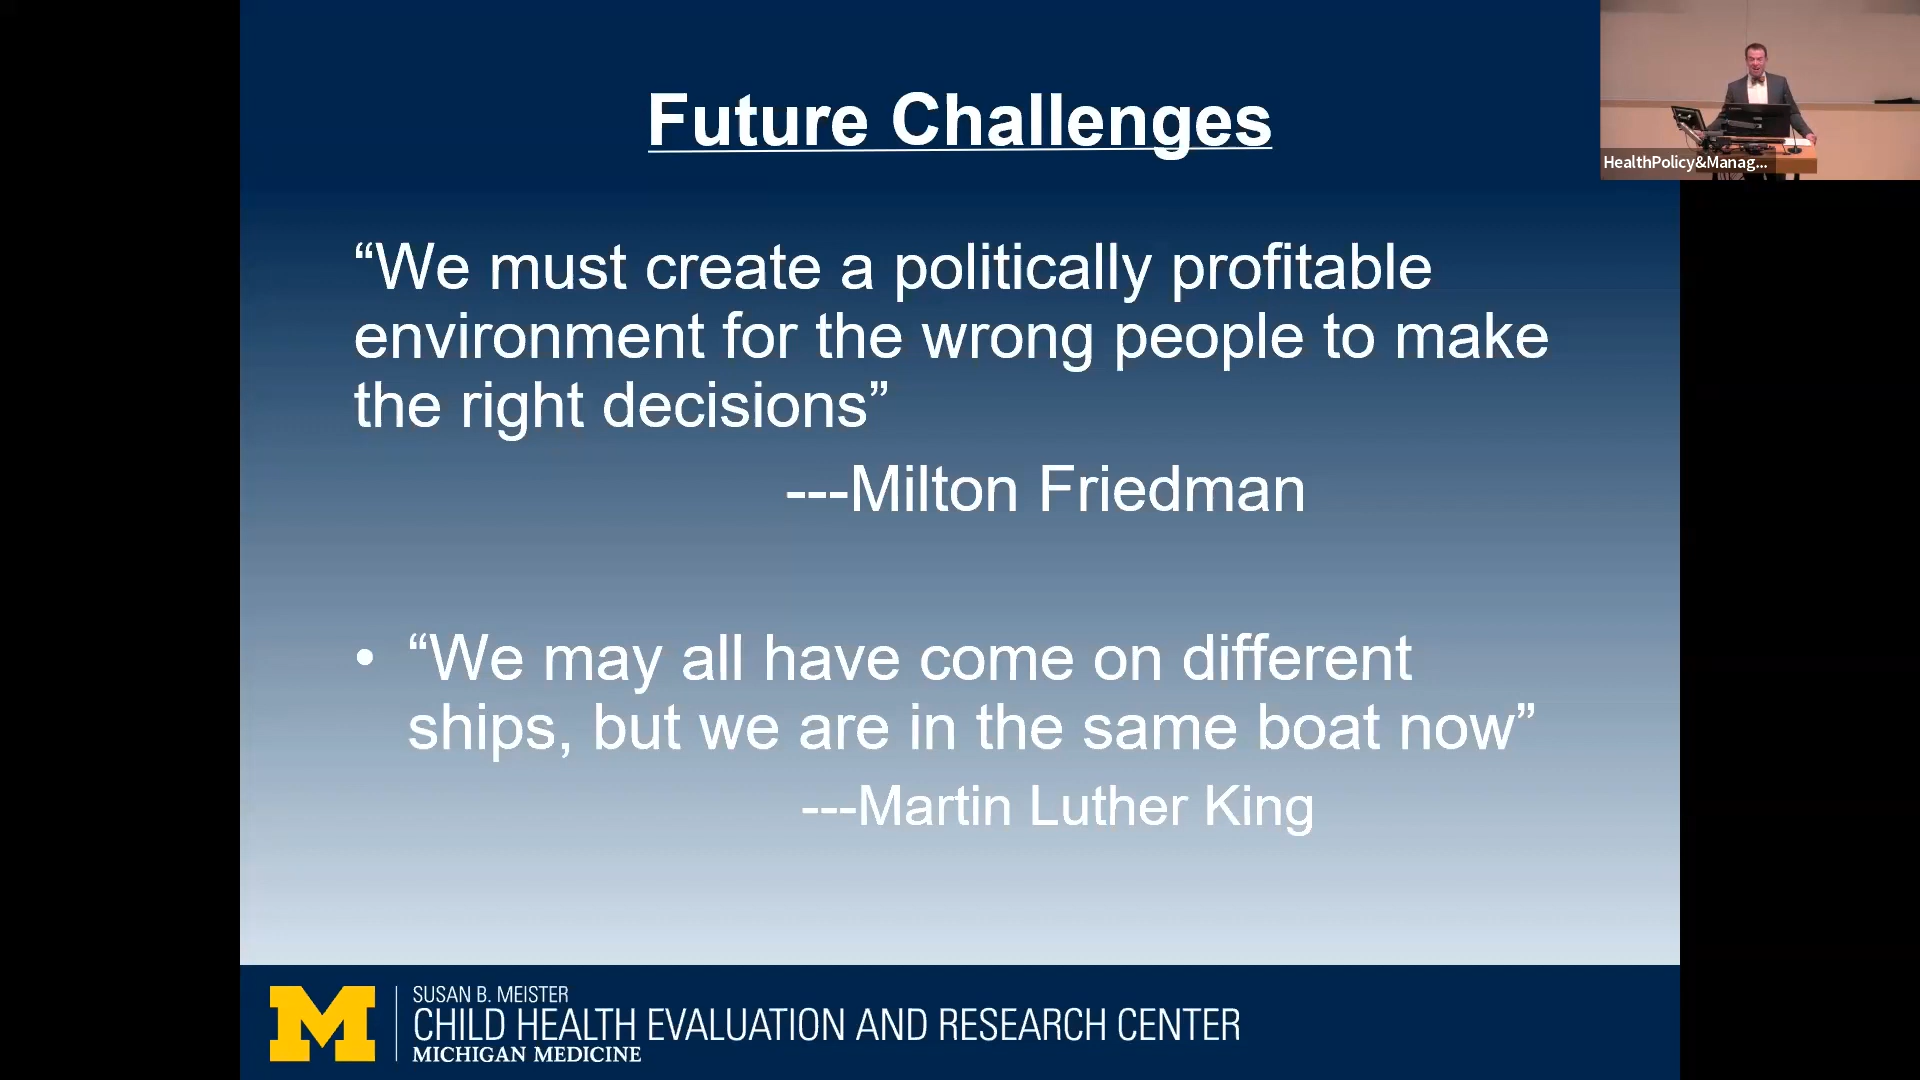 Future Challenges
HealthPolicy&Manag...
“We must create a politically profitable
environment for the wrong people to make
the right decisions”
---Milton Friedman
• “We may all have come on different
ships, but we are in the same boat now”
---Martin Luther King
M
SUSAN B. MEISTER
CHILD HEALTH EVALUATION AND RESEARCH CENTER
MICHIGAN MEDICINE